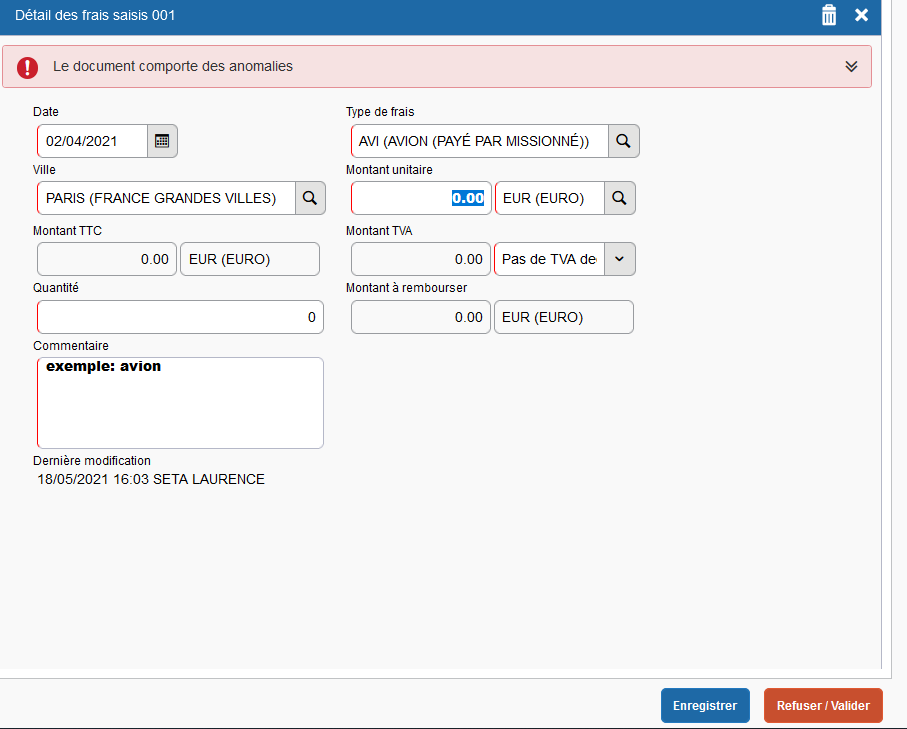 Détail des frais saisis 001
Le document comporte des anomalies
Date
Type de frais
02/04/2021
AVI (AVION (PAYÉ PAR MISSIONNÉ))
Ville
Montant unitaire
PARIS (FRANCE GRANDES VILLES)
0.00
EUR (EURO)
Montant TTC
Montant TVA
0.00
EUR (EURO)
0.00
Pas de TVA de
Quantité
Montant à rembourser
0
0.00
EUR (EURO)
Commentaire
exemple: avion
Dernière modification
18/05/2021 16:03 SETA LAURENCE
Enregistrer
Refuser / Valider